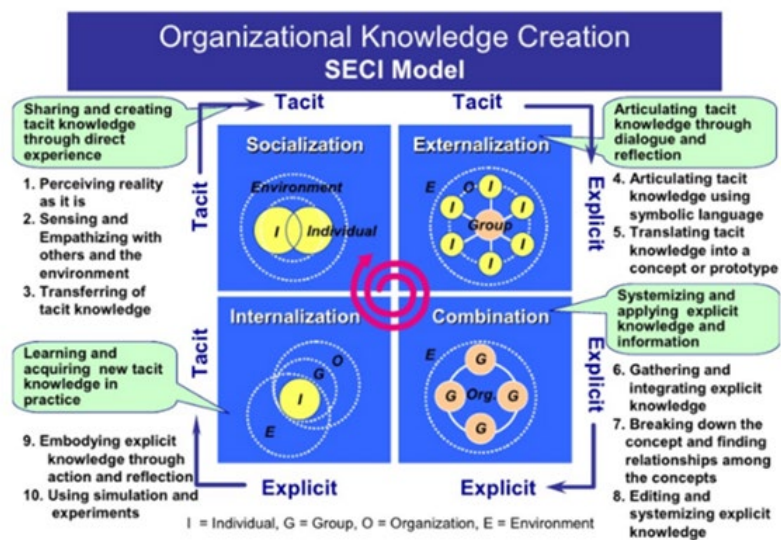 Organizational Knowledge Creation
SECI Model
Sharing and creating
tacit knowledge
through direct
experience
Tacit
Tacit
Articulating tacit
knowledge through
dialogue and
reflection
Socialization
Environment
I
Individual
Externalization
E
O
I
I
I
Group
I
I
I
Tacit
Explicit
1. Perceiving reality
as it is
2. Sensing and
Empathizing with
others and the
environment
3. Transferring of
tacit knowledge
4. Articulating tacit
knowledge using
symbolic language
5. Translating tacit
knowledge into a
concept or prototype
Learning and
acquiring new tacit
knowledge in
practice
Systemizing and
applying explicit
knowledge and
information
Internalization
O
G
I
E
Combination
E
G
G
Org.
G
G
Tacit
Explicit
9. Embodying explicit
knowledge through
action and reflection
10. Using simulation and
experiments
6. Gathering and
integrating explicit
knowledge
7. Breaking down the
concept and finding
relationships among
the concepts
8. Editing and
systemizing explicit
knowledge
Explicit
Explicit
I = Individual, G = Group, O = Organization, E = Environment